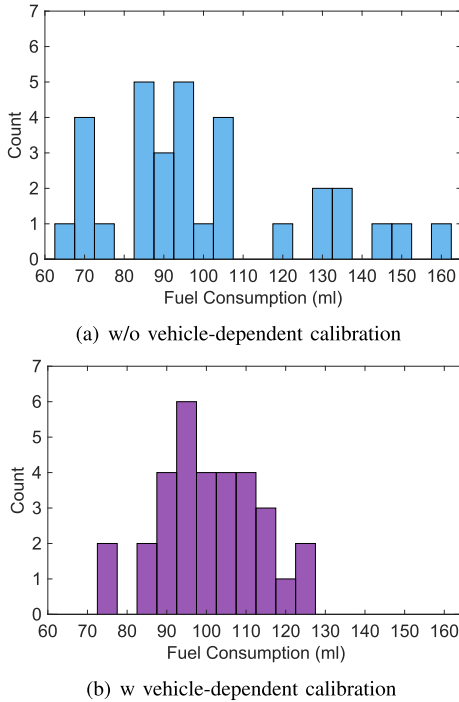 7
6
5
4
3
2
1
0
Count
60 70 80 90 100 110 120 130 140 150 160
Fuel Consumption (ml)
(a) w/o vehicle-dependent calibration
7
6
5
4
3
2
1
0
Count
60 70 80 90 100 110 120 130 140 150 160
Fuel Consumption (ml)
(b) w vehicle-dependent calibration